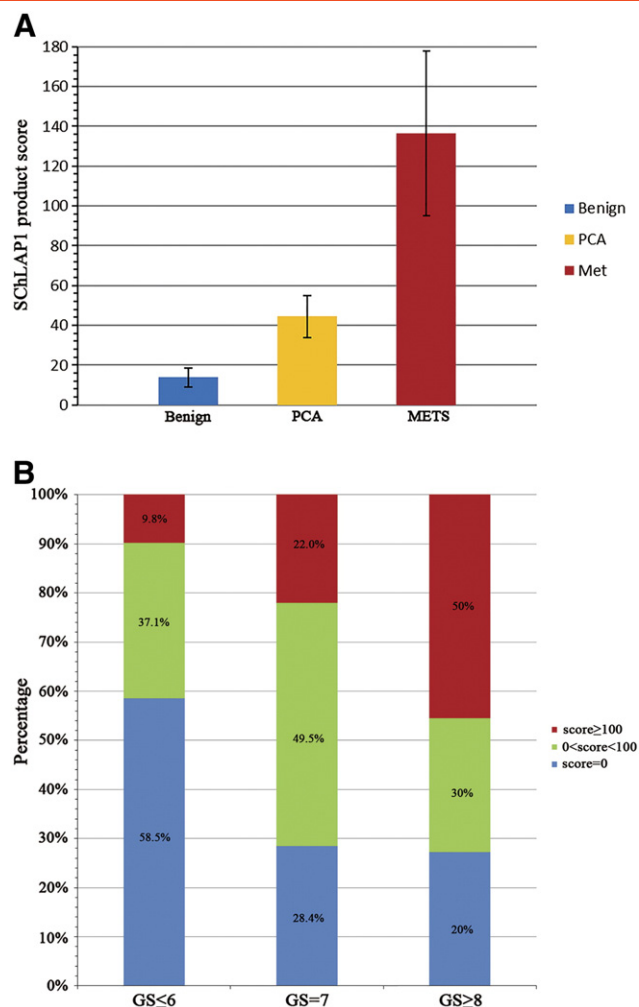 A
180
160
140
120
100
80
60
40
20
0
SChLAP1 product score
Benign
PCA
METS
Benign
PCA
Met
B
100%
90%
80%
70%
60%
50%
40%
30%
20%
10%
0%
Percentage
9.8%
37.1%
58.5%
22.0%
49.5%
28.4%
50%
30%
20%
GS≤6
GS=7
GS≥8
score≥100
0<score<100
score=0